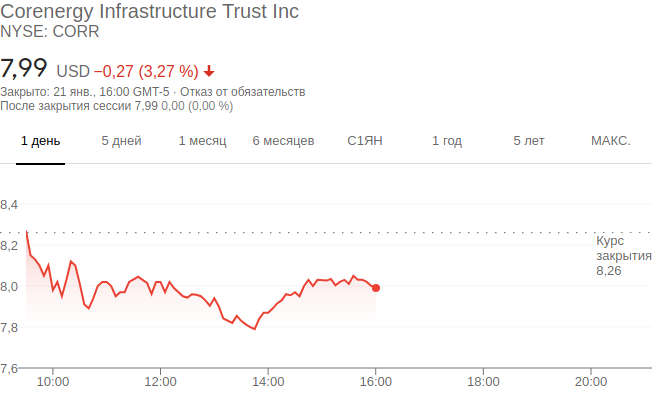 Corenergy Infrastructure Trust Inc
NYSE: CORR
7,99 USD −0,27 (3,27 %)
Закрыто: 21 янв., 16:00 GMT-5 · Отказ от обязательств
После закрытия сессии 7,99 0,00 (0,00 %)
1 день 5 дней 1 месяц 6 месяцев С1ЯН 1 год 5 лет МАКС.
8,4
8,2
8,0
7,8
7,6
Курс
закрытия
8,26
10:00 12:00 14:00 16:00 18:00 20:00